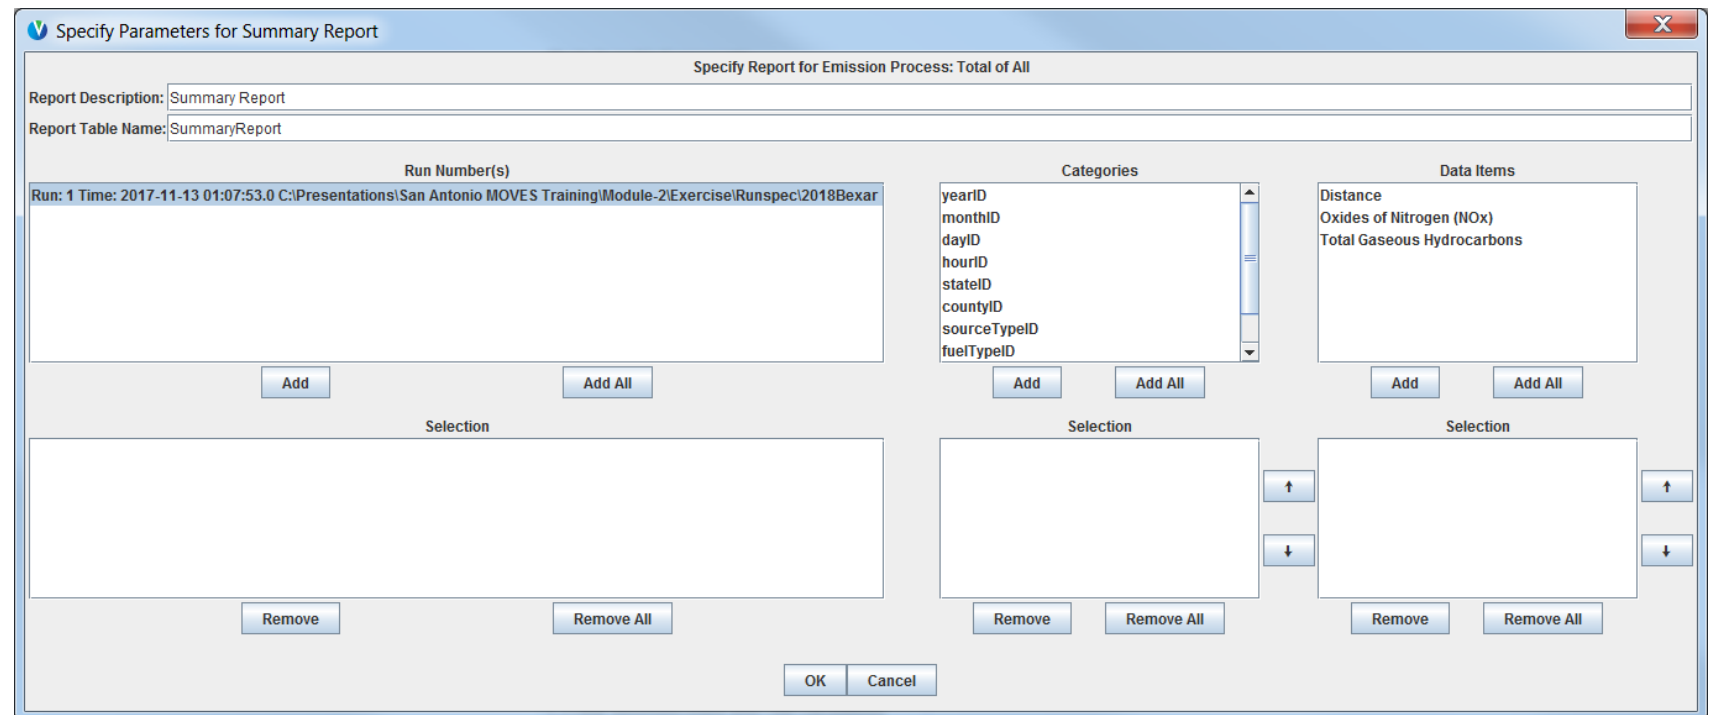 Specify Parameters for Summary Report
X
Specify Report for Emission Process: Total of All
Report Description: Summary Report
Report Table Name: SummaryReport
Run Number(s)
Run: 1 Time: 2017-11-13 01:07:53.0 C:\Presentations\San Antonio MOVES Training\Module-2\Exercise\Runspec\2018Bexar
Add Add All
Categories
yearID
monthID
dayID
hourID
stateID
countyID
sourceTypeID
fuelTypeID
Add Add All
Data Items
Distance
Oxides of Nitrogen (NOx)
Total Gaseous Hydrocarbons
Add Add All
Selection
Remove Remove All
Selection
Remove Remove All
Selection
Remove Remove All
OK Cancel